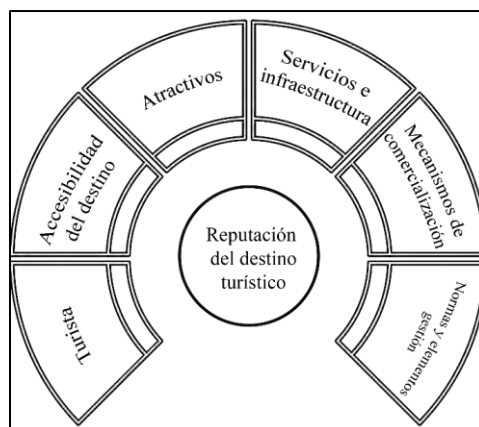 Turista
Accesibilidad
del destino
Atractivos
Servicios e
infraestructura
Mecanismos de
comercialización
Normas y elementos
gestión
Reputación
del destino
turístico